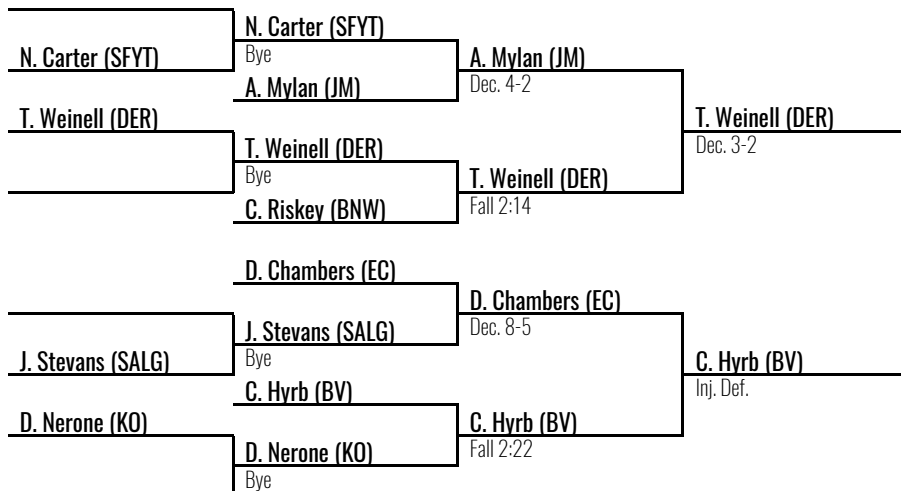 N. Carter (SFYT)
N. Carter (SFYT)
Bye
A. Mylan (JM)
A. Mylan (JM)
Dec. 4-2
T. Weinell (DER)
T. Weinell (DER)
Dec. 3-2
T. Weinell (DER)
Bye
T. Weinell (DER)
Fall 2:14
C. Riskey (BNW)
D. Chambers (EC)
D. Chambers (EC)
Dec. 8-5
J. Stevans (SALG)
J. Stevans (SALG)
Bye
C. Hyrb (BV)
Inj. Def.
C. Hyrb (BV)
D. Nerone (KO)
C. Hyrb (BV)
Fall 2:22
D. Nerone (KO)
Bye